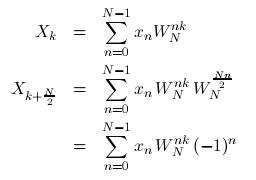 X_k = \sum_{n=0}^{N-1} x_n W_N^{nk}
X_{k+\frac{N}{2}} = \sum_{n=0}^{N-1} x_n W_N^{nk} W_N^{\frac{Nn}{2}}
= \sum_{n=0}^{N-1} x_n W_N^{nk} (-1)^n